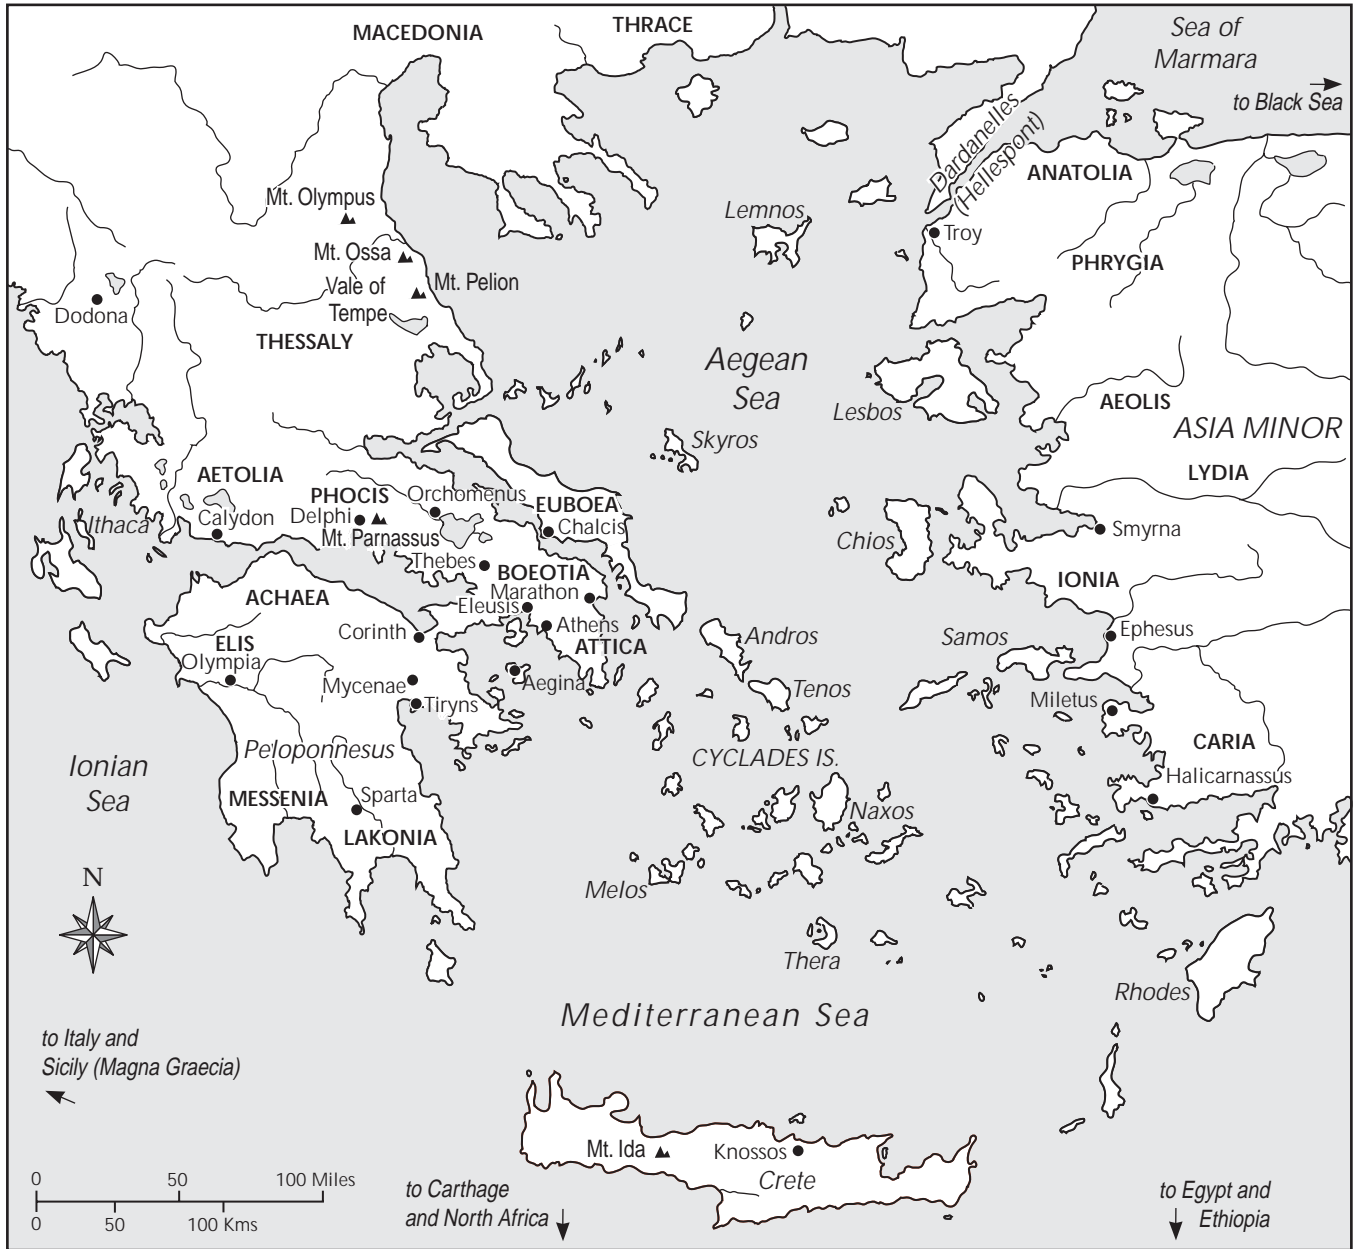 MACEDONIA
THRACE
Sea of
Marmara
to Black Sea
Dardanelles
(Hellespont)
ANATOLIA
Mt. Olympus
Lemnos
Troy
Mt. Ossa
PHRYGIA
Vale of
Tempe
Mt. Pelion
Dodona
THESSALY
Aegean
Sea
Lesbos
AEOLIS
ASIA MINOR
Skyros
LYDIA
AETOLIA
PHOCIS
Orchomenus
EUBOEA
Ithaca
Calydon
Delphi
Mt. Parnassus
Chalcis
Chios
Smyrna
Thebes
BOEOTIA
IONIA
Marathon
ACHAEA
Eleusis
Corinth
Athens
ATTICA
Andros
Samos
Ephesus
ELIS
Olympia
Mycenae
Aegina
Tenos
Tiryns
Miletus
Peloponnesus
CYCLADES IS.
CARIA
Ionian
Sea
Halicarnassus
MESSENIA
Sparta
Naxos
LAKONIA
N
Melos
Thera
Rhodes
Mediterranean Sea
to Italy and
Sicily (Magna Graecia)
Mt. Ida
Knossos
Crete
0 50 100 Miles
0 50 100 Kms
to Carthage
and North Africa
to Egypt and
Ethiopia